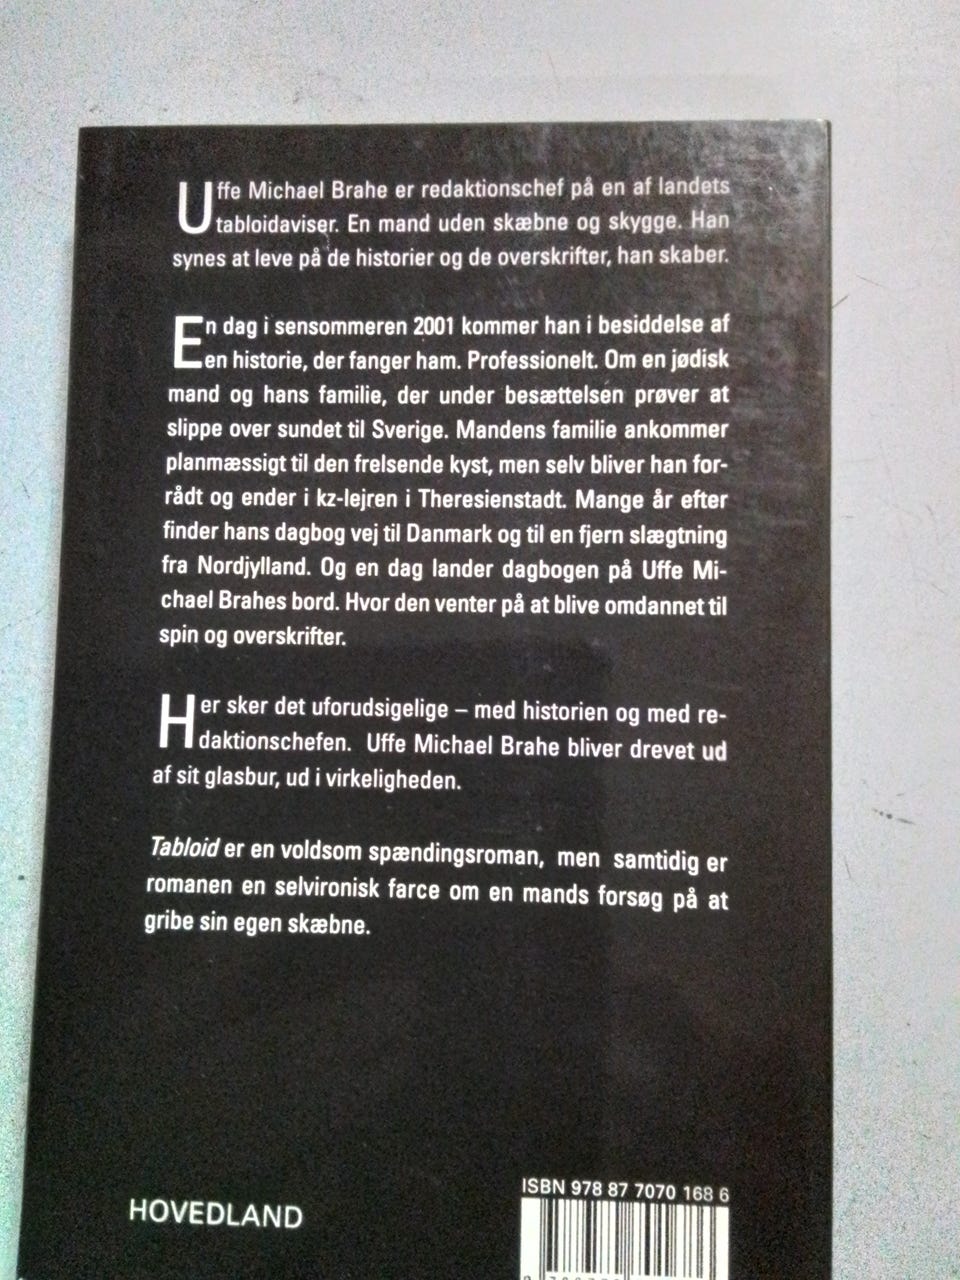 Uffe Michael Brahe er redaktionschef på en af landets
tabloidaviser. En mand uden skæbne og skygge. Han
synes at leve på de historier og de overskrifter, han skaber.
En dag i sensommeren 2001 kommer han i besiddelse af
en historie, der fanger ham. Professionelt. Om en jødisk
mand og hans familie, der under besættelsen prøver at
slippe over sundet til Sverige. Mandens familie ankommer
planmæssigt til den frelsende kyst, men selv bliver han for-
rådt og ender i kz-lejren i Theresienstadt. Mange år efter
finder hans dagbog vej til Danmark og til en fjern slægtning
fra Nordjylland. Og en dag lander dagbogen på Uffe Mi-
chael Brahes bord. Hvor den venter på at blive omdannet til
spin og overskrifter.
Her sker det uforudsigelige – med historien og med re-
daktionschefen. Uffe Michael Brahe bliver drevet ud
af sit glasbur, ud i virkeligheden.
Tabloid er en voldsom spændingsroman, men samtidig er
romanen en selvironisk farce om en mands forsøg på at
gribe sin egen skæbne.
ISBN 978 87 7070 168 6
HOVEDLAND